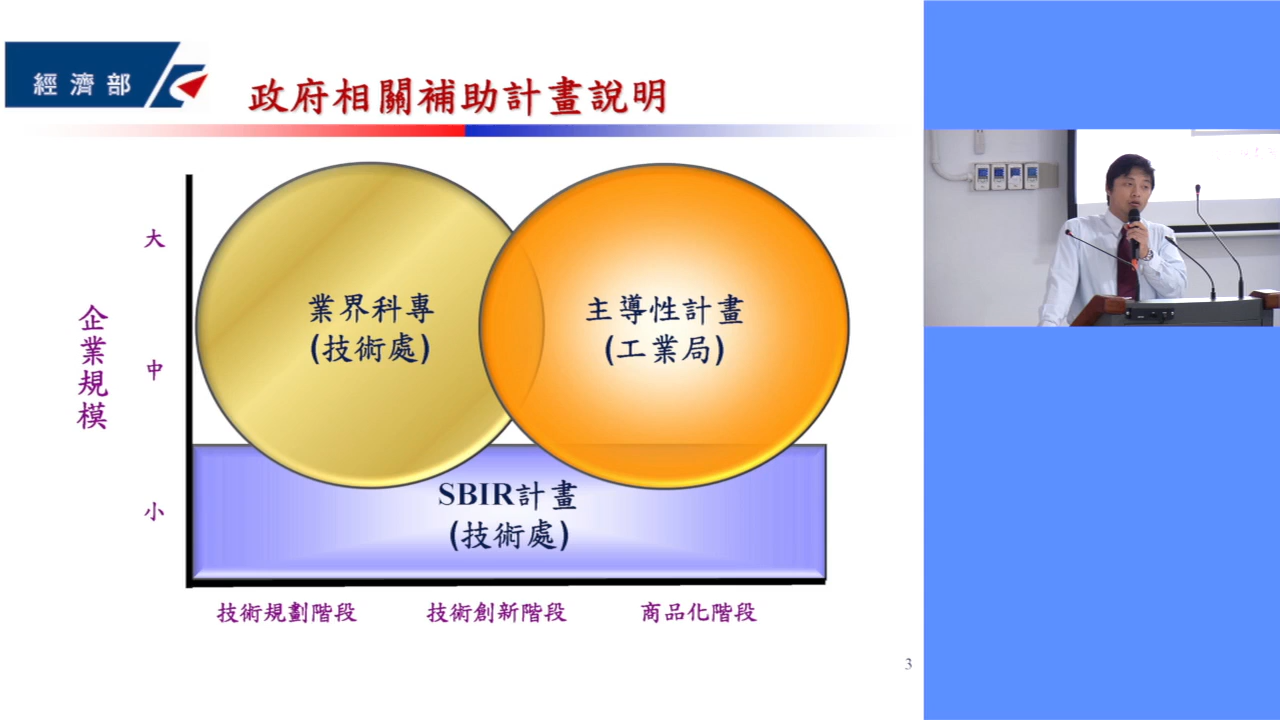 經濟部
政府相關補助計畫說明
大
中
小
企業規模
業界科專
(技術處)
主導性計畫
(工業局)
SBIR計畫
(技術處)
技術規劃階段
技術創新階段
商品化階段
3